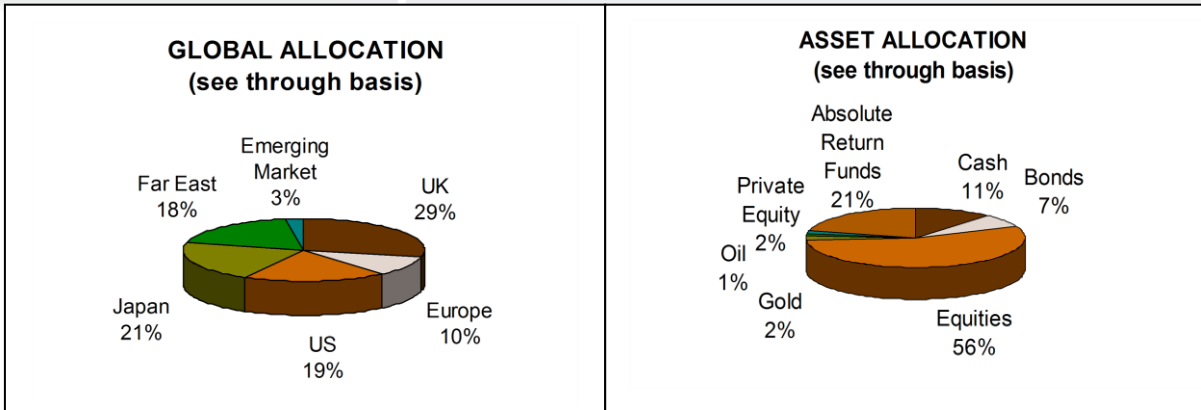 GLOBAL ALLOCATION
(see through basis)
Emerging
Market
3%
Far East
18%
UK
29%
Japan
21%
US
19%
Europe
10%
ASSET ALLOCATION
(see through basis)
Absolute
Return
Funds
21%
Cash
11%
Bonds
7%
Private
Equity
2%
Oil
1%
Gold
2%
Equities
56%